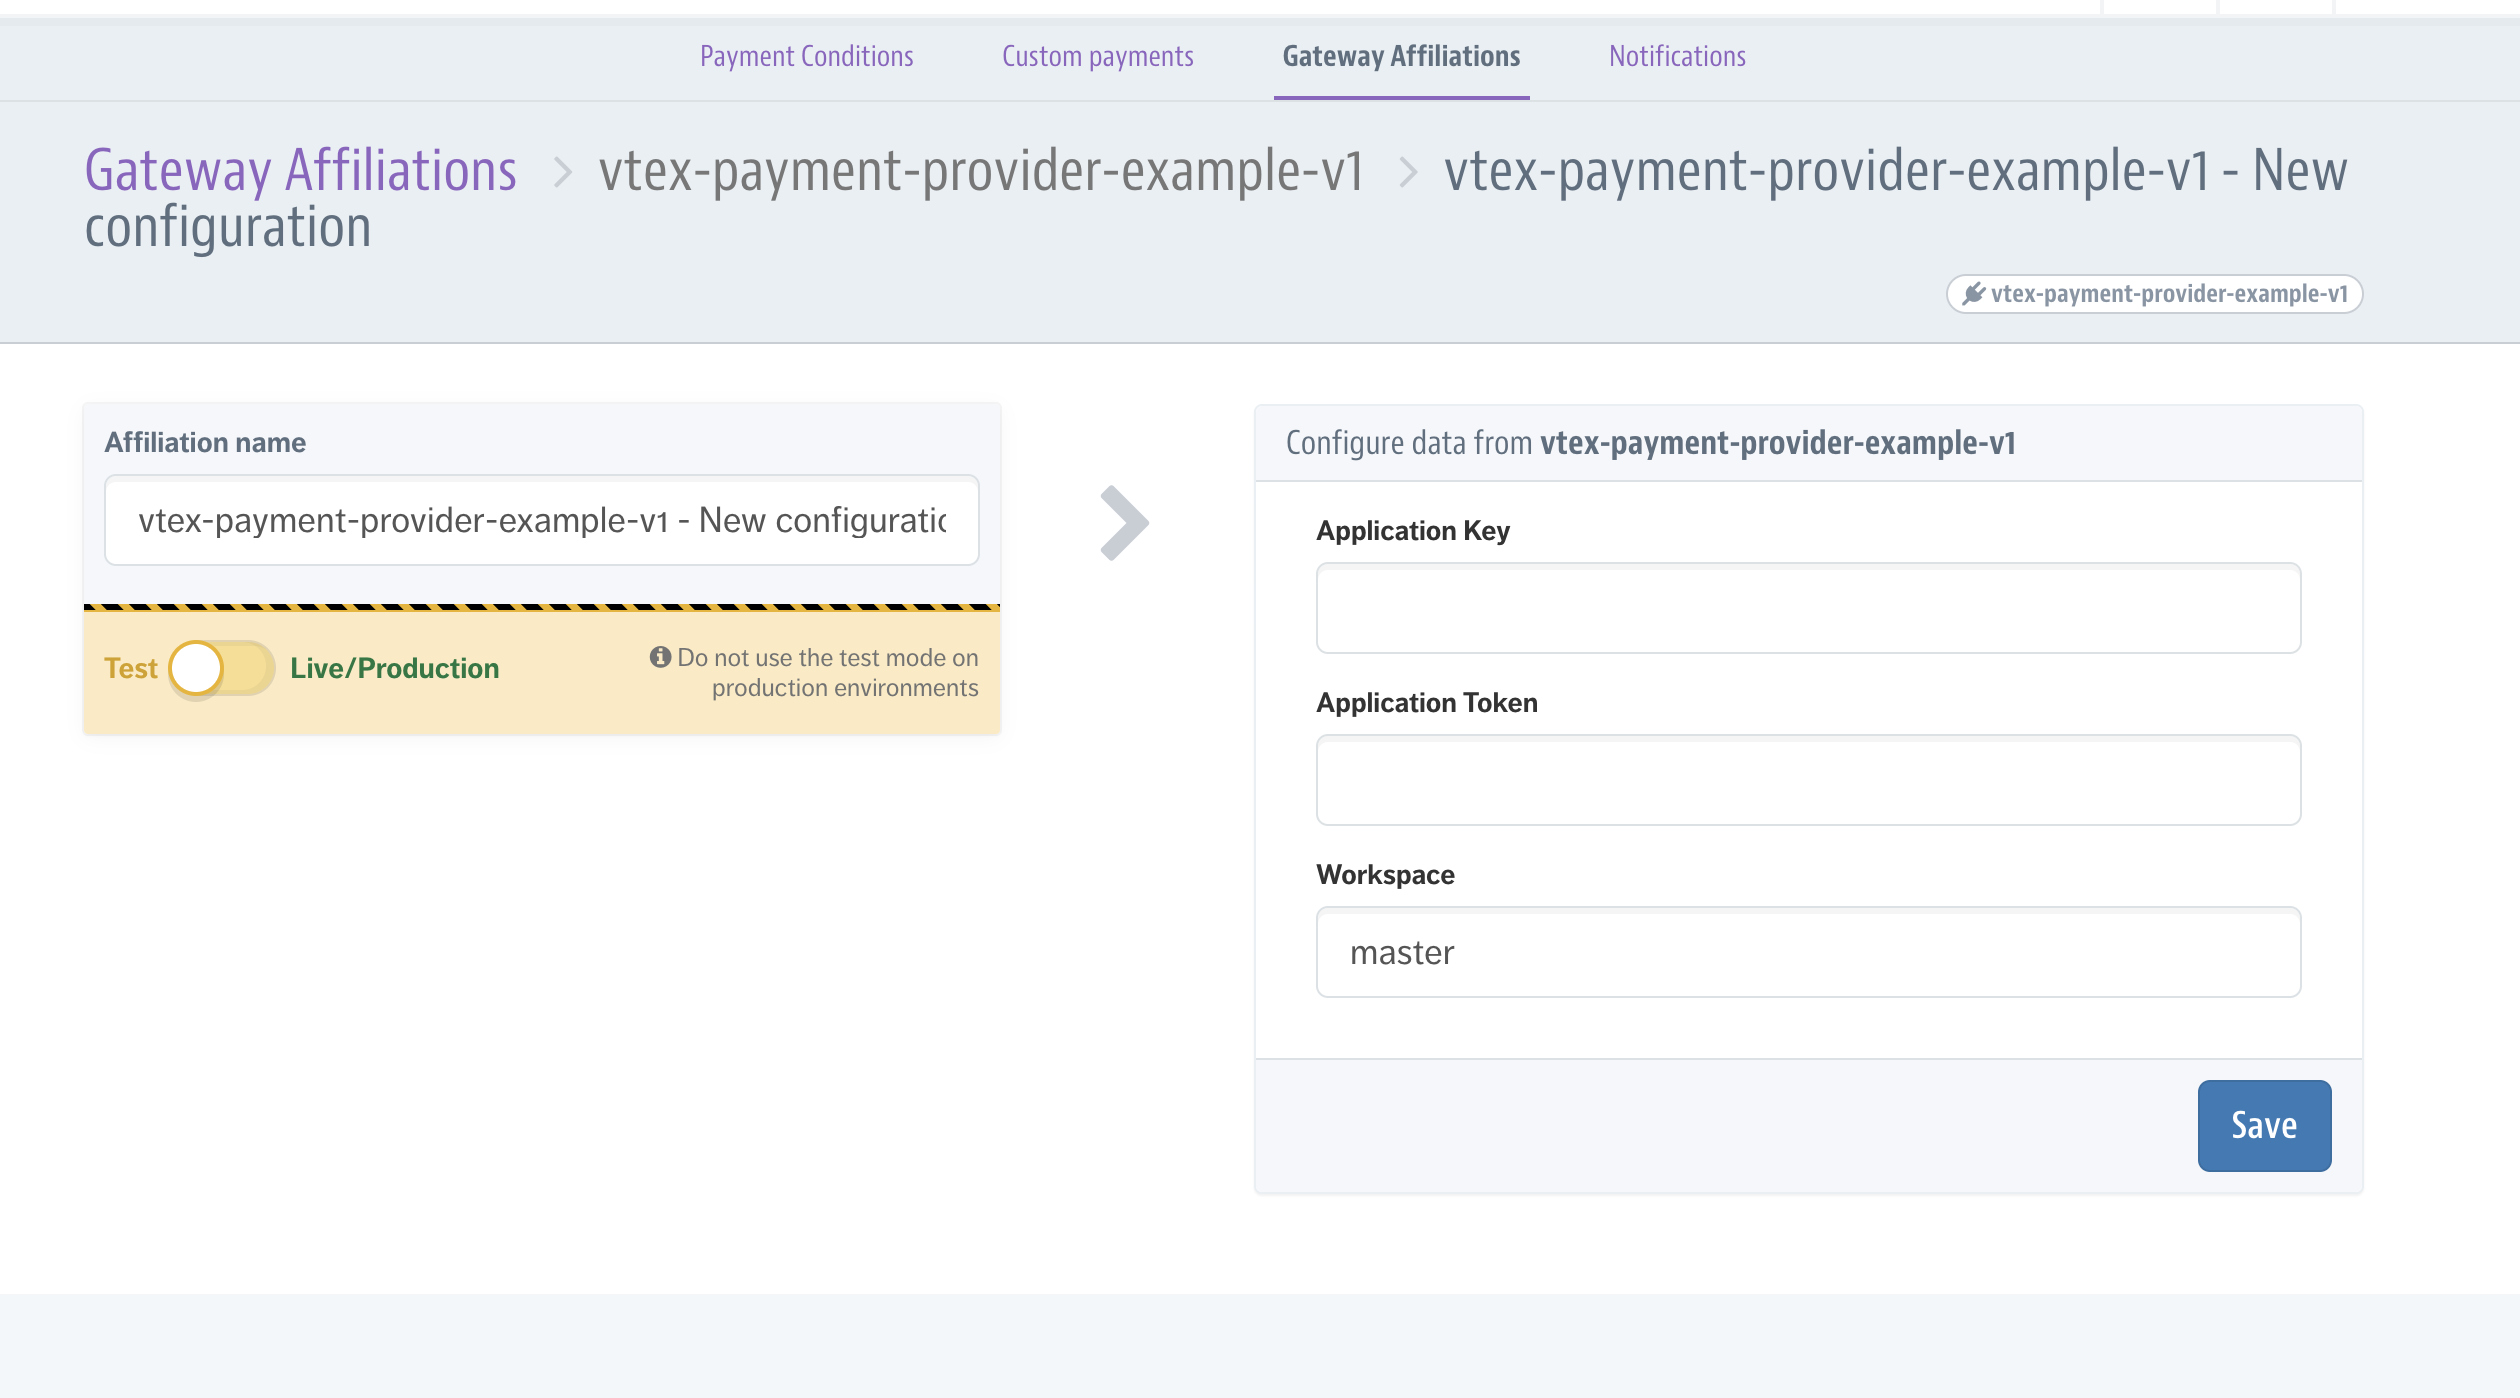 Payment Conditions Custom payments Gateway Affiliations Notifications
Gateway Affiliations > vtex-payment-provider-example-v1 > vtex-payment-provider-example-v1 - New
configuration
vtex-payment-provider-example-v1
Affiliation name
vtex-payment-provider-example-v1 - New configuratic
Test Live/Production
Do not use the test mode on
production environments
Configure data from vtex-payment-provider-example-v1
Application Key
Application Token
Workspace
master
Save